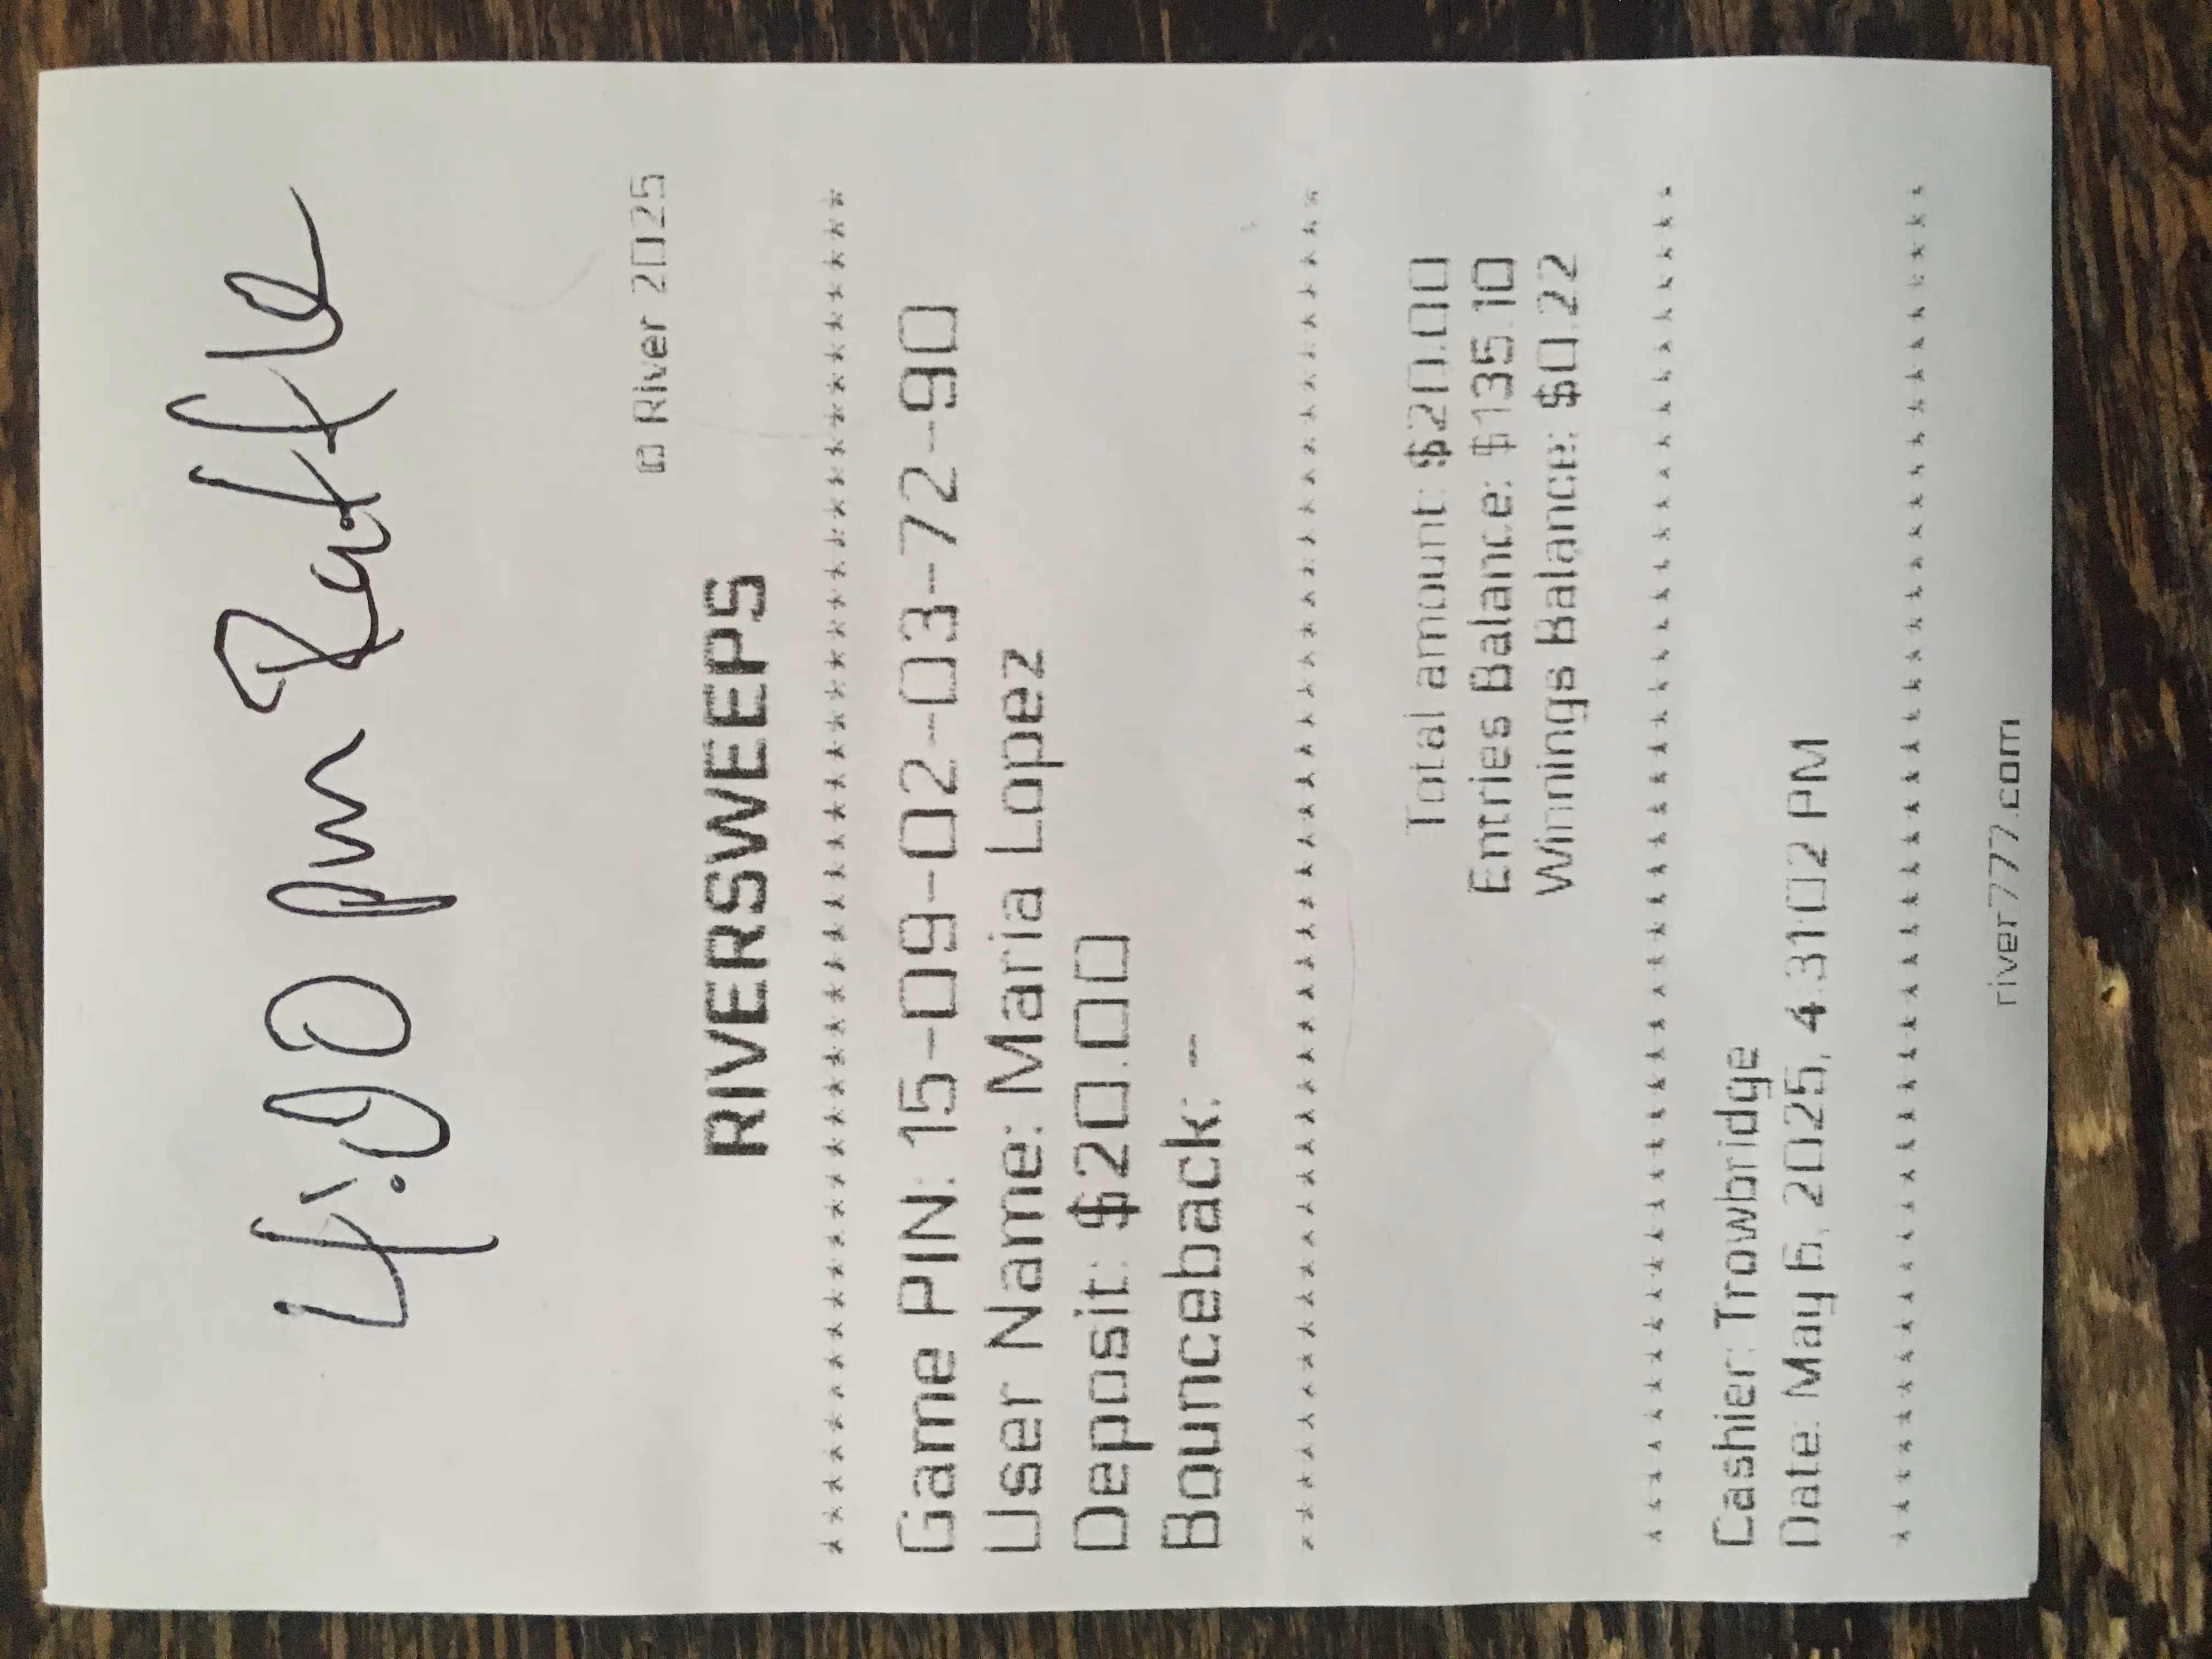 4:00 pm Raffle
© River 2025
RIVERSWEEPS
****************************************
Game PIN: 15-09-02-03-72-90
User Name: Maria Lopez
Deposit: $20.00
Bounceback: -
****************************************
Total amount: $20.00
Entries Balance: $135.10
Winnings Balance: $0.22
****************************************
Cashier: Trowbridge
Date: May 6, 2025, 4:31:02 PM
****************************************
river777.com